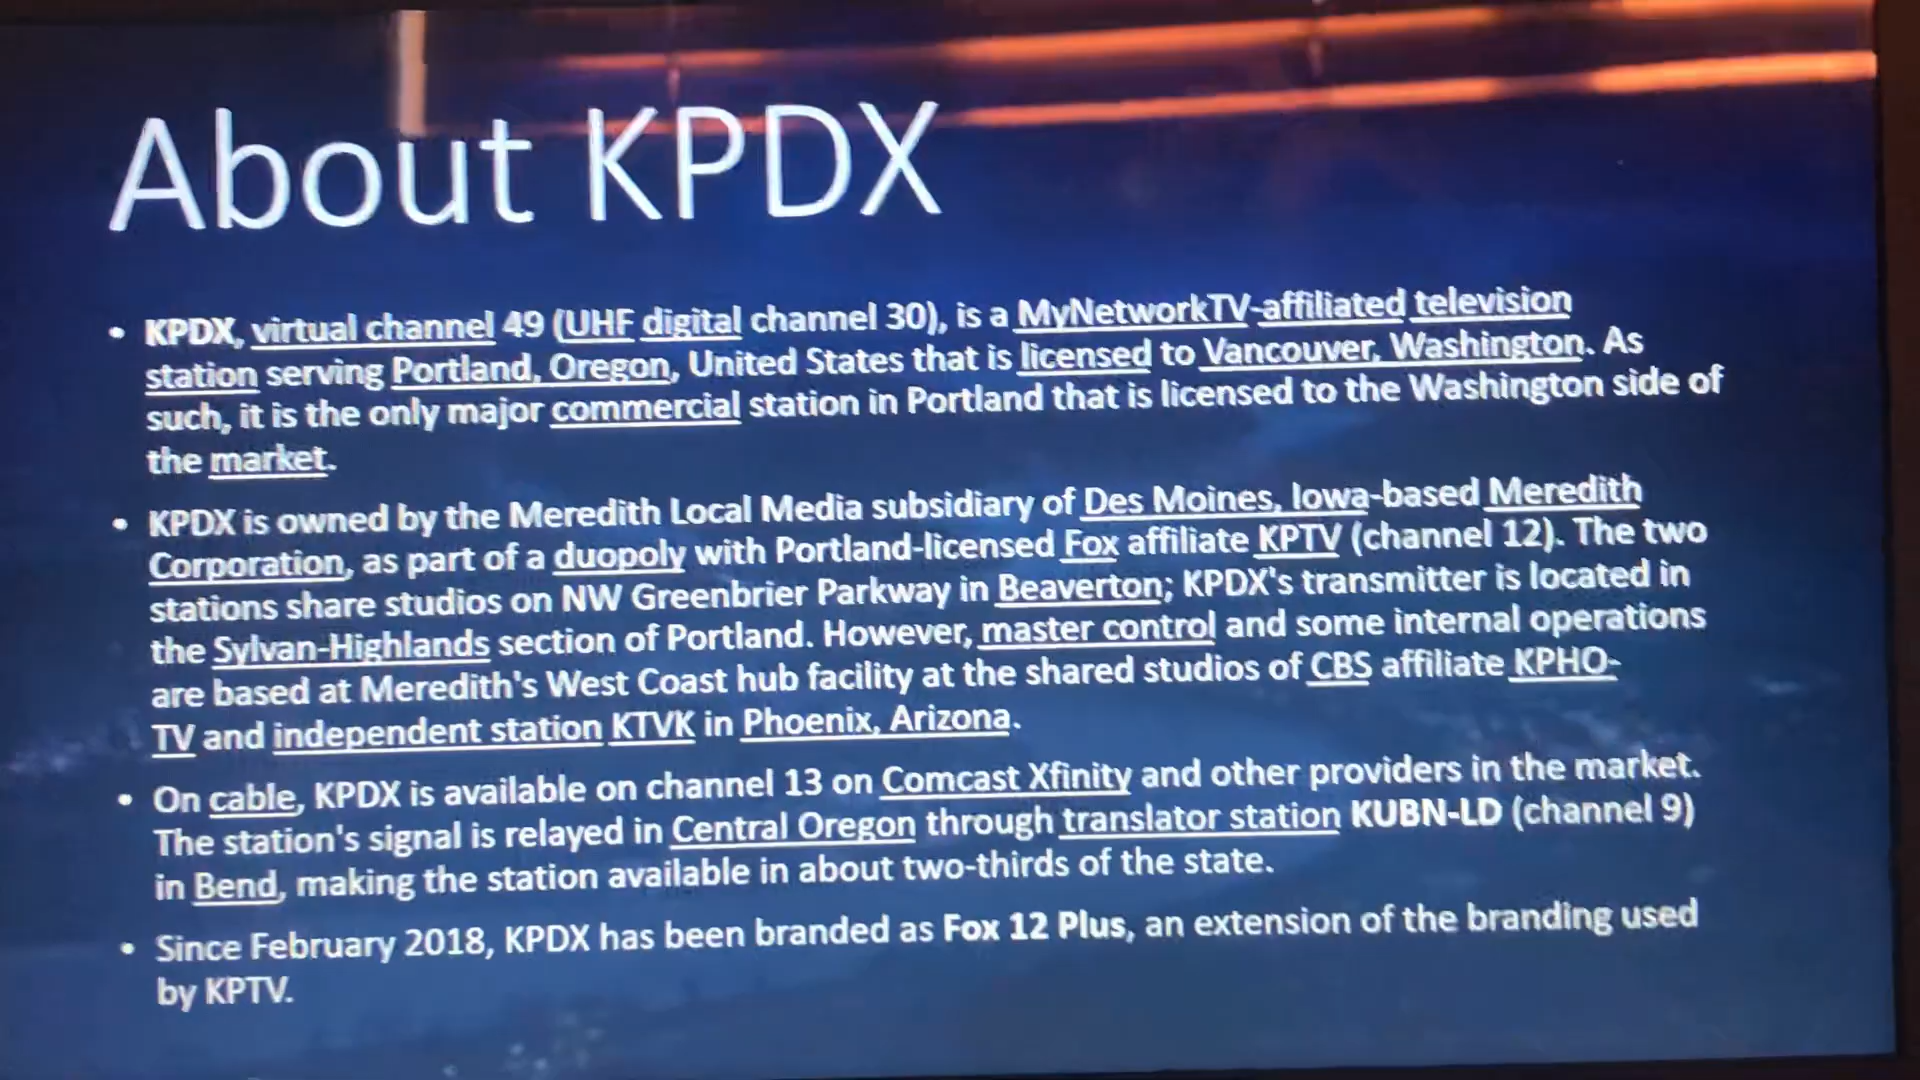 About KPDX
• KPDX, virtual channel 49 (UHF digital channel 30), is a MyNetworkTV-affiliated television
station serving Portland, Oregon, United States that is licensed to Vancouver, Washington. As
such, it is the only major commercial station in Portland that is licensed to the Washington side of
the market.
• KPDX is owned by the Meredith Local Media subsidiary of Des Moines, Iowa-based Meredith
Corporation, as part of a duopoly with Portland-licensed Fox affiliate KPTV (channel 12). The two
stations share studios on NW Greenbrier Parkway in Beaverton; KPDX's transmitter is located in
the Sylvan-Highlands section of Portland. However, master control and some internal operations
are based at Meredith's West Coast hub facility at the shared studios of CBS affiliate KPHO-
TV and independent station KTVK in Phoenix, Arizona.
• On cable, KPDX is available on channel 13 on Comcast Xfinity and other providers in the market.
The station's signal is relayed in Central Oregon through translator station KUBN-LD (channel 9)
in Bend, making the station available in about two-thirds of the state.
• Since February 2018, KPDX has been branded as Fox 12 Plus, an extension of the branding used
by KPTV.